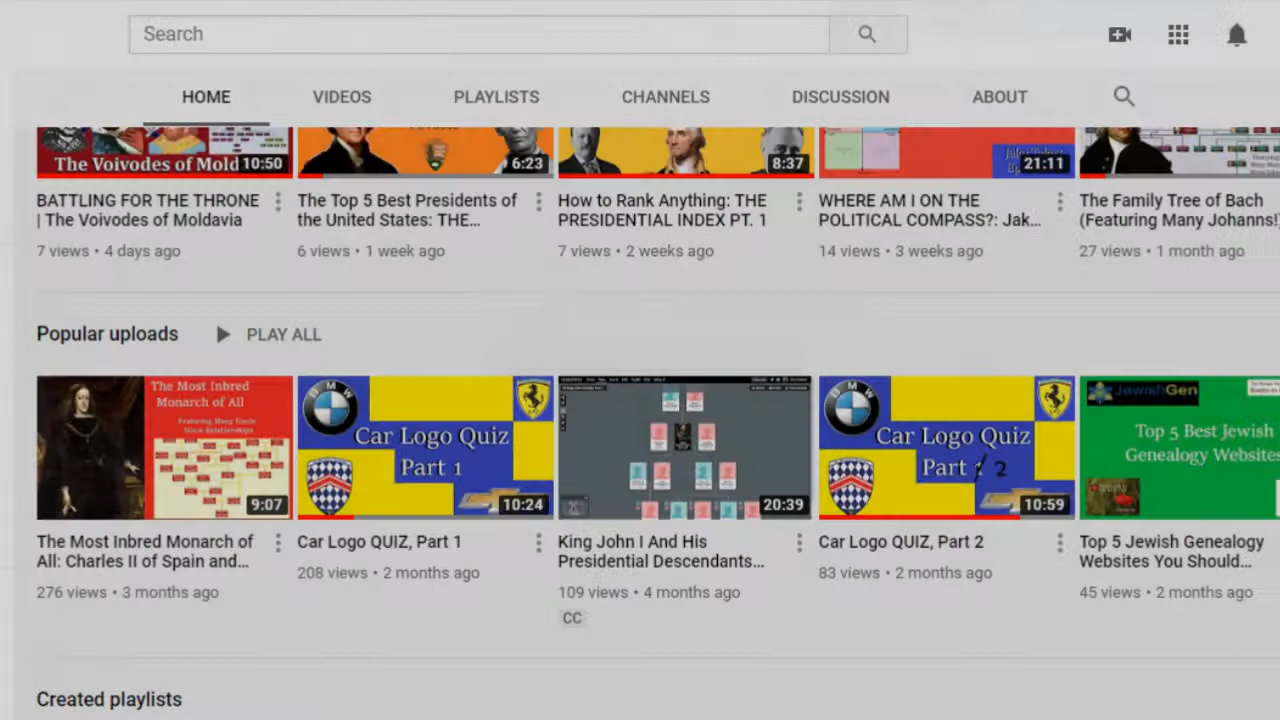 Search
HOME VIDEOS PLAYLISTS CHANNELS DISCUSSION ABOUT
The Voivodes of Mold 10:50
6:23
8:37
21:11
BATTLING FOR THE THRONE
| The Voivodes of Moldavia
7 views • 4 days ago
The Top 5 Best Presidents of
the United States: THE...
6 views • 1 week ago
How to Rank Anything: THE
PRESIDENTIAL INDEX PT. 1
7 views • 2 weeks ago
WHERE AM I ON THE
POLITICAL COMPASS?: Jak...
14 views • 3 weeks ago
The Family Tree of Bach
(Featuring Many Johanns!)
27 views • 1 month ago
Popular uploads PLAY ALL
The Most Inbred
Monarch of All
9:07
BMW
Car Logo Quiz
Part 1
10:24
20:39
BMW
Car Logo Quiz
Part 1 2
10:59
JewishGen
Top 5 Best Jewish
Genealogy Websites
The Most Inbred Monarch of
All: Charles II of Spain and...
276 views • 3 months ago
Car Logo QUIZ, Part 1
208 views • 2 months ago
King John I And His
Presidential Descendants...
109 views • 4 months ago
CC
Car Logo QUIZ, Part 2
83 views • 2 months ago
Top 5 Jewish Genealogy
Websites You Should...
45 views • 2 months ago
Created playlists